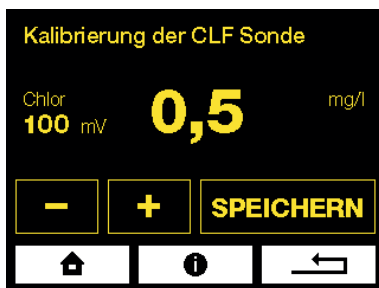 Kalibrierung der CLF Sonde
Chlor
100 mV
0,5
mg/l
– + SPEICHERN
i